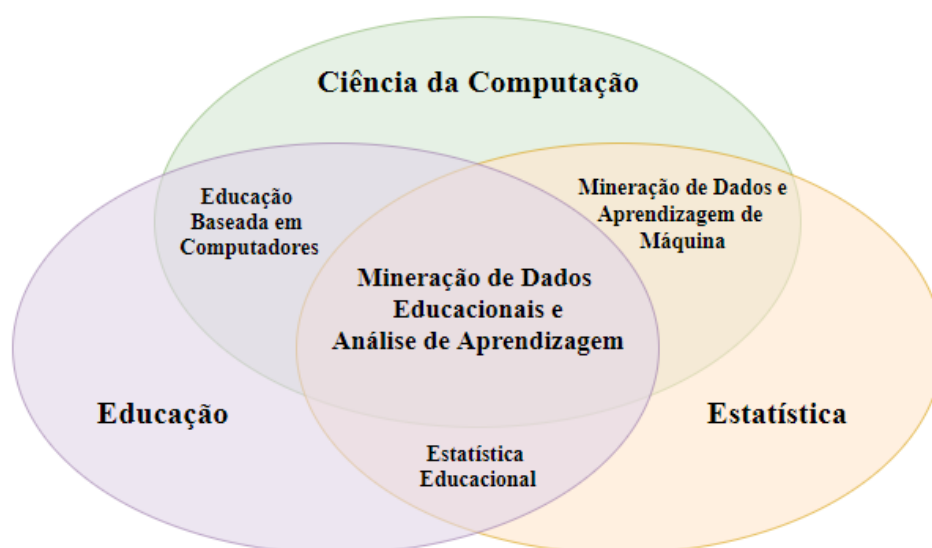 Ciência da Computação
Educação
Baseada em
Computadores
Mineração de Dados e
Aprendizagem de
Máquina
Mineração de Dados
Educacionais e
Análise de Aprendizagem
Educação
Estatística
Estatística
Educacional